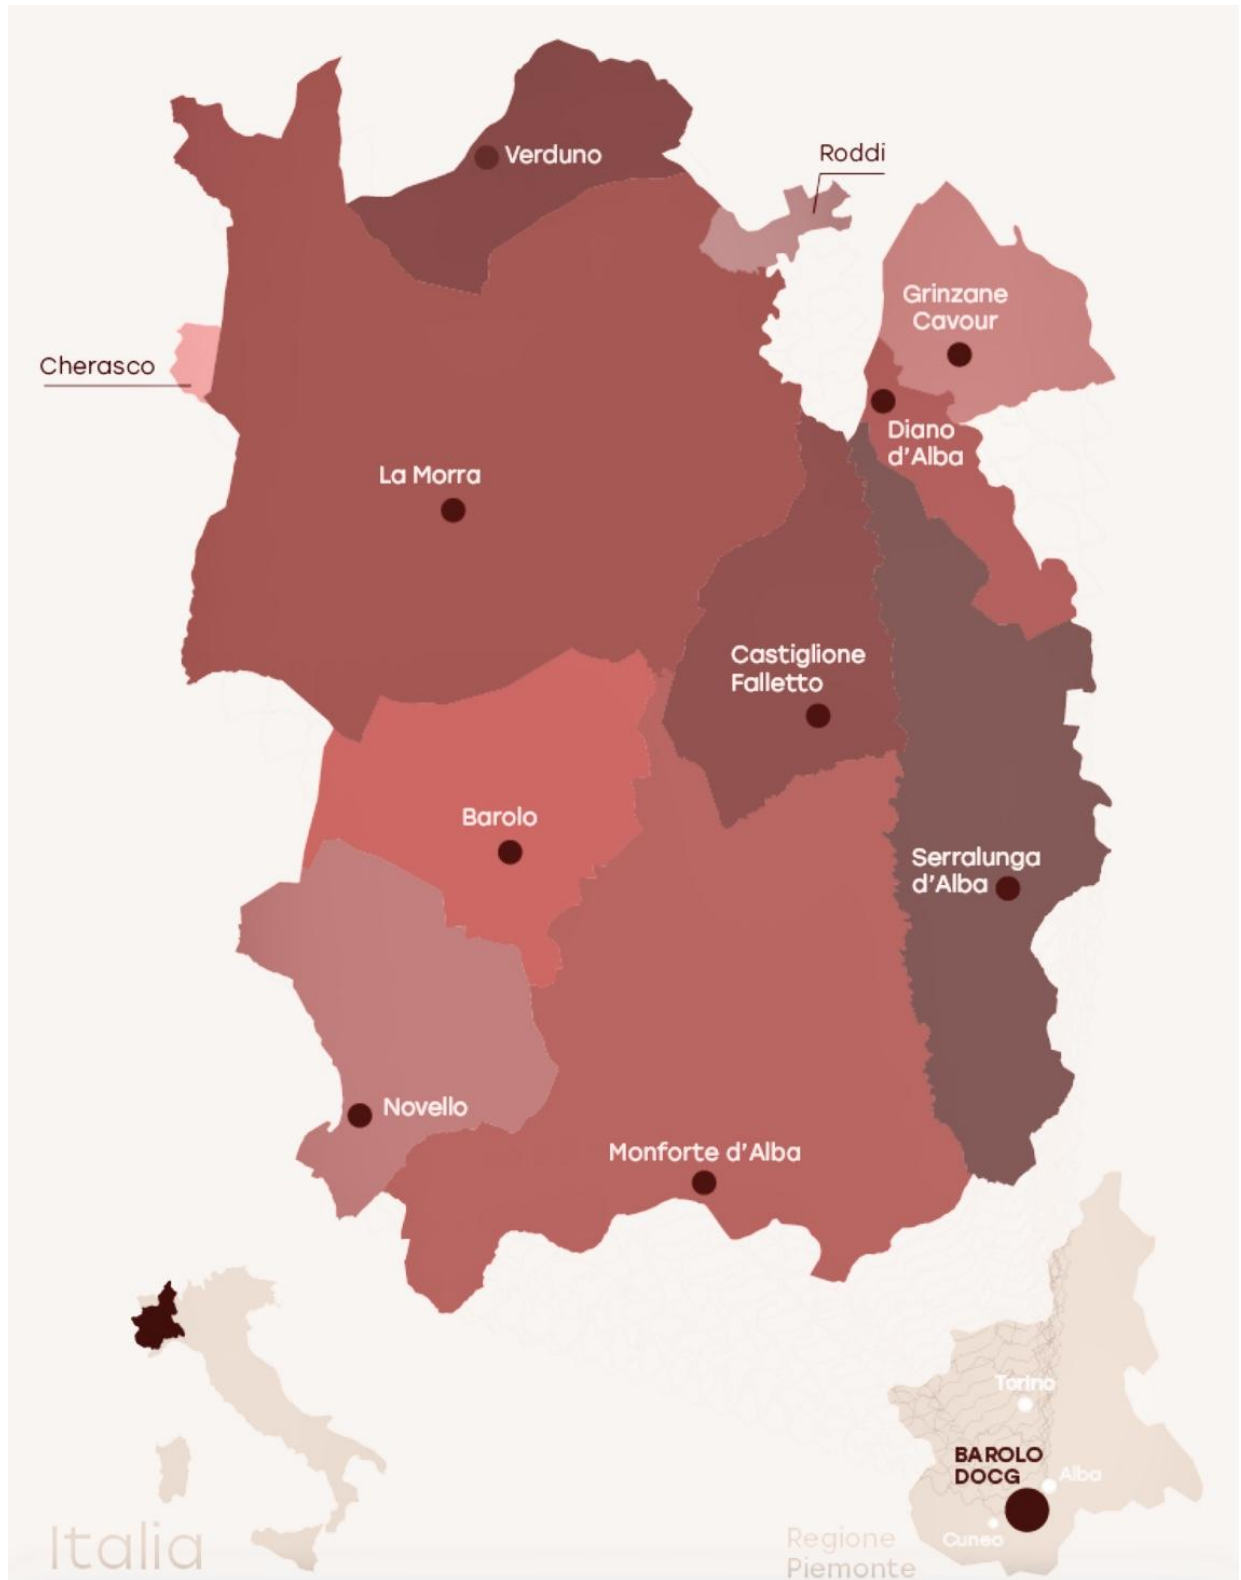 Verduno
Roddi
Grinzane
Cavour
Cherasco
Diano
d'Alba
La Morra
Castiglione
Falletto
Barolo
Serralunga
d'Alba
Novello
Monforte d'Alba
Torino
BAROLO
DOCG
Alba
Cuneo
Italia
Regione
Piemonte